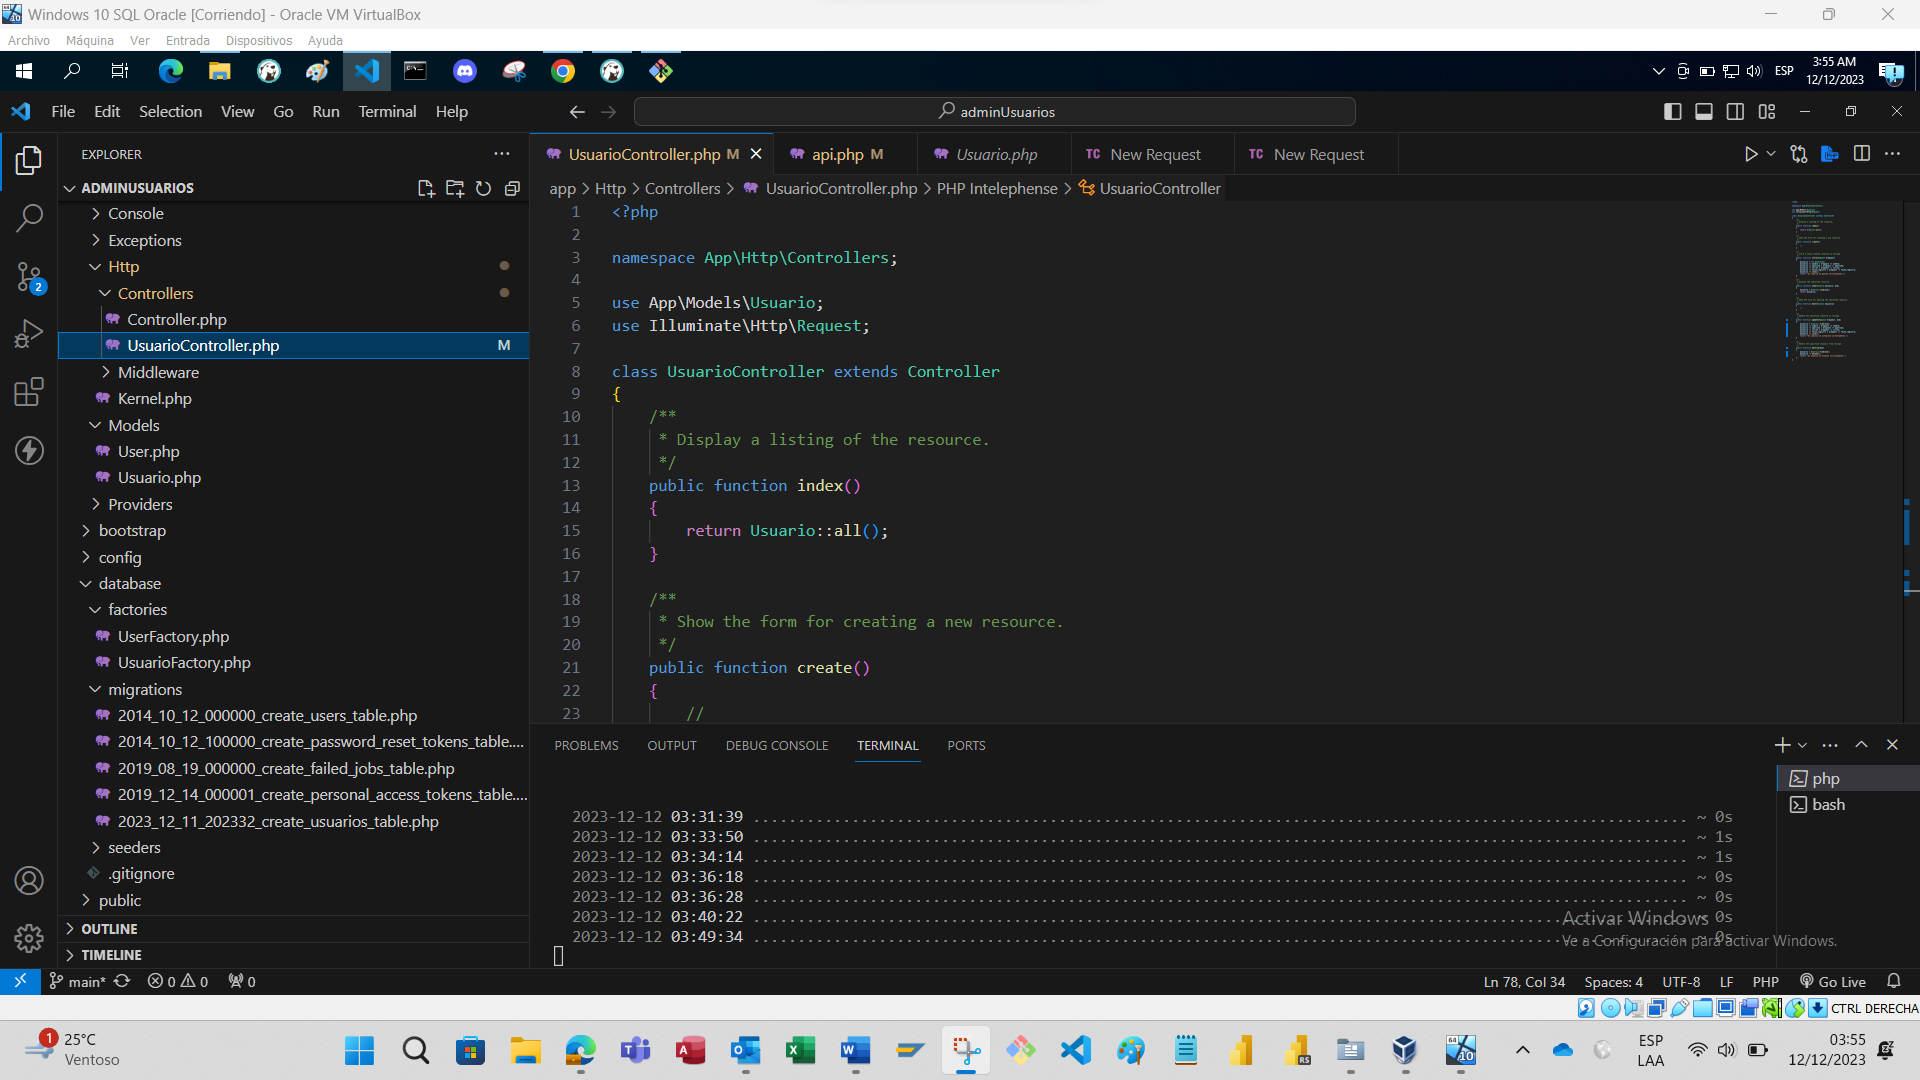 Windows 10 SQL Oracle [Corriendo] - Oracle VM VirtualBox
Archivo Máquina Ver Entrada Dispositivos Ayuda
ESP
3:55 AM
12/12/2023
File Edit Selection View Go Run Terminal Help
adminUsuarios
EXPLORER
UsuarioController.php M
api.php M
Usuario.php
TC New Request
TC New Request
ADMINUSUARIOS
app > Http > Controllers > UsuarioController.php > PHP Intelephense > UsuarioController
Console
Exceptions
Http
Controllers
Controller.php
UsuarioController.php M
Middleware
Kernel.php
Models
User.php
Usuario.php
Providers
bootstrap
config
database
factories
UserFactory.php
UsuarioFactory.php
migrations
2014_10_12_000000_create_users_table.php
2014_10_12_100000_create_password_reset_tokens_table....
2019_08_19_000000_create_failed_jobs_table.php
2019_12_14_000001_create_personal_access_tokens_table....
2023_12_11_202332_create_usuarios_table.php
seeders
.gitignore
public
OUTLINE
TIMELINE
2
1 <?php
2
3 namespace App\Http\Controllers;
4
5 use App\Models\Usuario;
6 use Illuminate\Http\Request;
7
8 class UsuarioController extends Controller
9 {
10 /**
11 * Display a listing of the resource.
12 */
13 public function index()
14 {
15 return Usuario::all();
16 }
17
18 /**
19 * Show the form for creating a new resource.
20 */
21 public function create()
22 {
23 //
PROBLEMS OUTPUT DEBUG CONSOLE TERMINAL PORTS
php
bash
2023-12-12 03:31:39 ........ ~ 0s
2023-12-12 03:33:50 ........ ~ 1s
2023-12-12 03:34:14 ........ ~ 1s
2023-12-12 03:36:18 ........ ~ 0s
2023-12-12 03:36:28 ........ ~ 0s
2023-12-12 03:40:22 ........ ~ 0s
2023-12-12 03:49:34 ........ ~ 0s
Activar Windows
Ve a Configuración para activar Windows.
main* 0 0 0
Ln 78, Col 34 Spaces: 4 UTF-8 LF PHP Go Live
CTRL DERECHA
1
25°C
Ventoso
ESP
LAA
03:55
12/12/2023